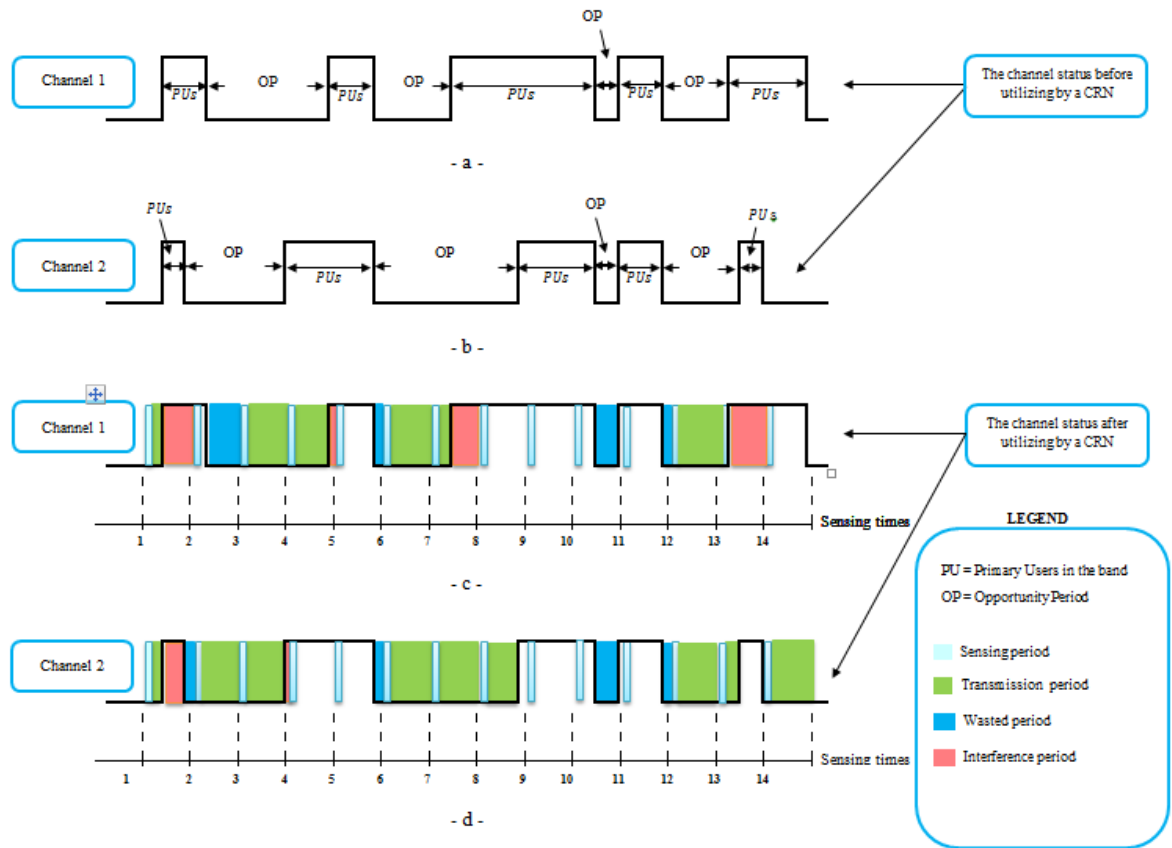 OP
Channel 1
OP
OP
OP
PUs
PUs
PUs
PUs
PUs
The channel status before
utilizing by a CRN
- a -
PUs
OP
PU s
Channel 2
OP
OP
OP
PUs
PUs
PUs
- b -
Channel 1
The channel status after
utilizing by a CRN
Sensing times
1 2 3 4 5 6 7 8 9 10 11 12 13 14
- c -
LEGEND
PU = Primary Users in the band
OP = Opportunity Period
Sensing period
Transmission period
Wasted period
Interference period
Channel 2
Sensing times
1 2 3 4 5 6 7 8 9 10 11 12 13 14
- d -